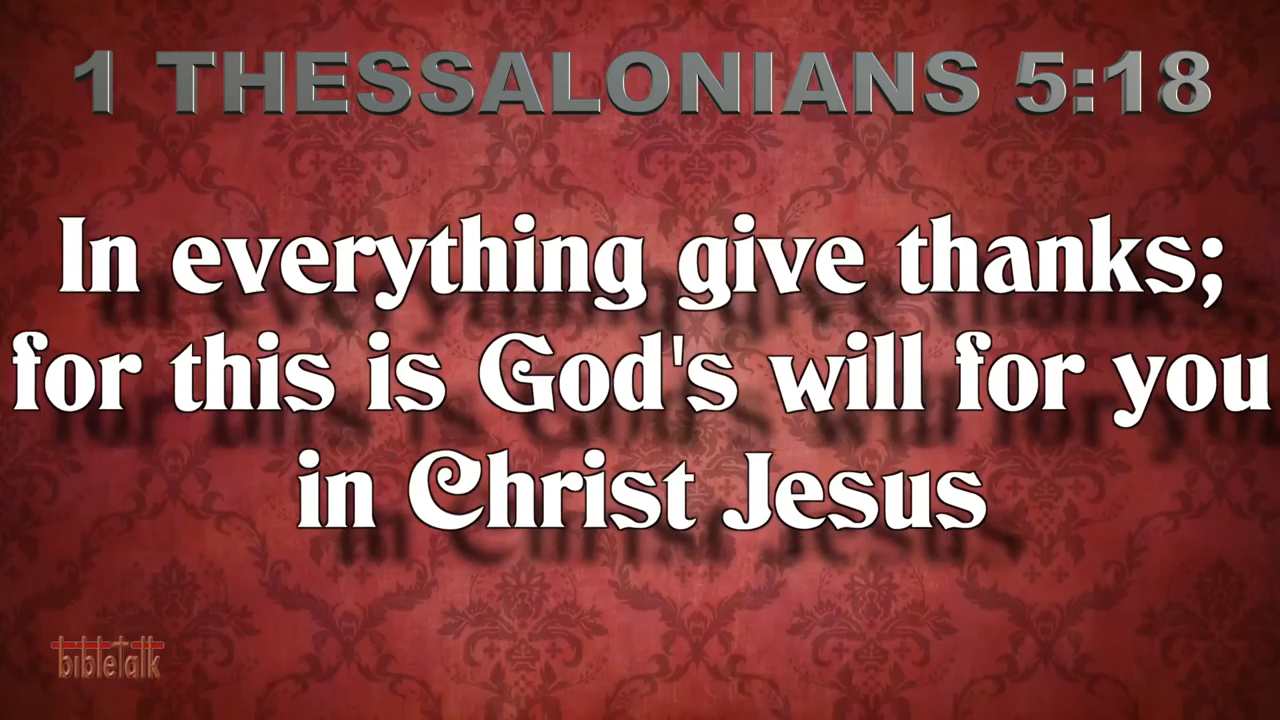 1 THESSALONIANS 5:18
In everything give thanks;
for this is God's will for you
in Christ Jesus
bibletalk